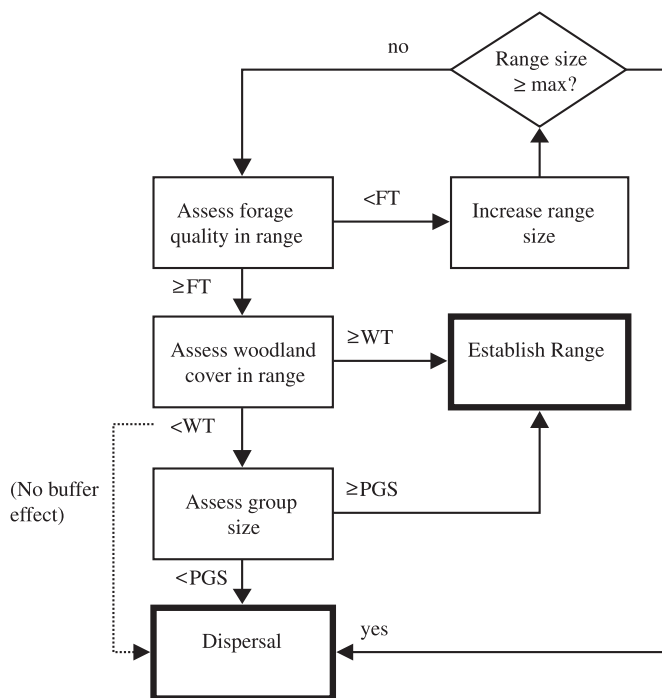 no
Range size
≥ max?
Assess forage
quality in range
<FT
Increase range
size
≥FT
Assess woodland
cover in range
≥WT
Establish Range
<WT
(No buffer
effect)
Assess group
size
≥PGS
<PGS
Dispersal
yes